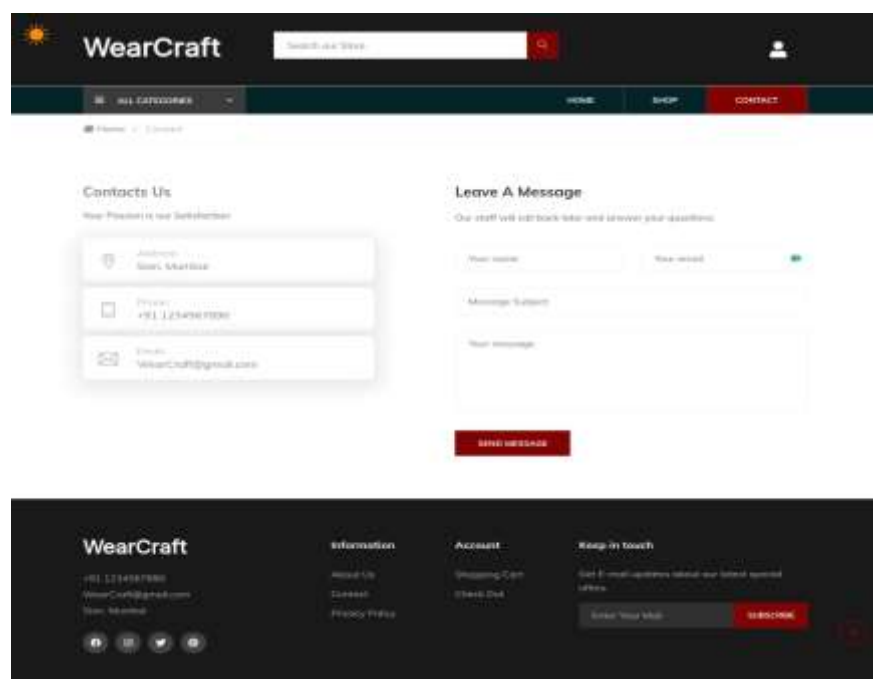 WearCraft
Search our Store
ALL CATEGORIES
HOME SHOP CONTACT
Home / Contact
Contacts Us
Your Passion is our Satisfaction
Address
Sion, Mumbai
Phone
+91 1234567890
Email
WearCraft@gmail.com
Leave A Message
Our staff will call back later and answer your questions.
Your name Your email
Message Subject
Your message
SEND MESSAGE
WearCraft
+91 1234567890
WearCraft@gmail.com
Sion, Mumbai
Information
About Us
Contact
Privacy Policy
Account
Shopping Cart
Check Out
Keep in touch
Get E-mail updates about our latest special
offers.
Enter Your Mail SUBSCRIBE